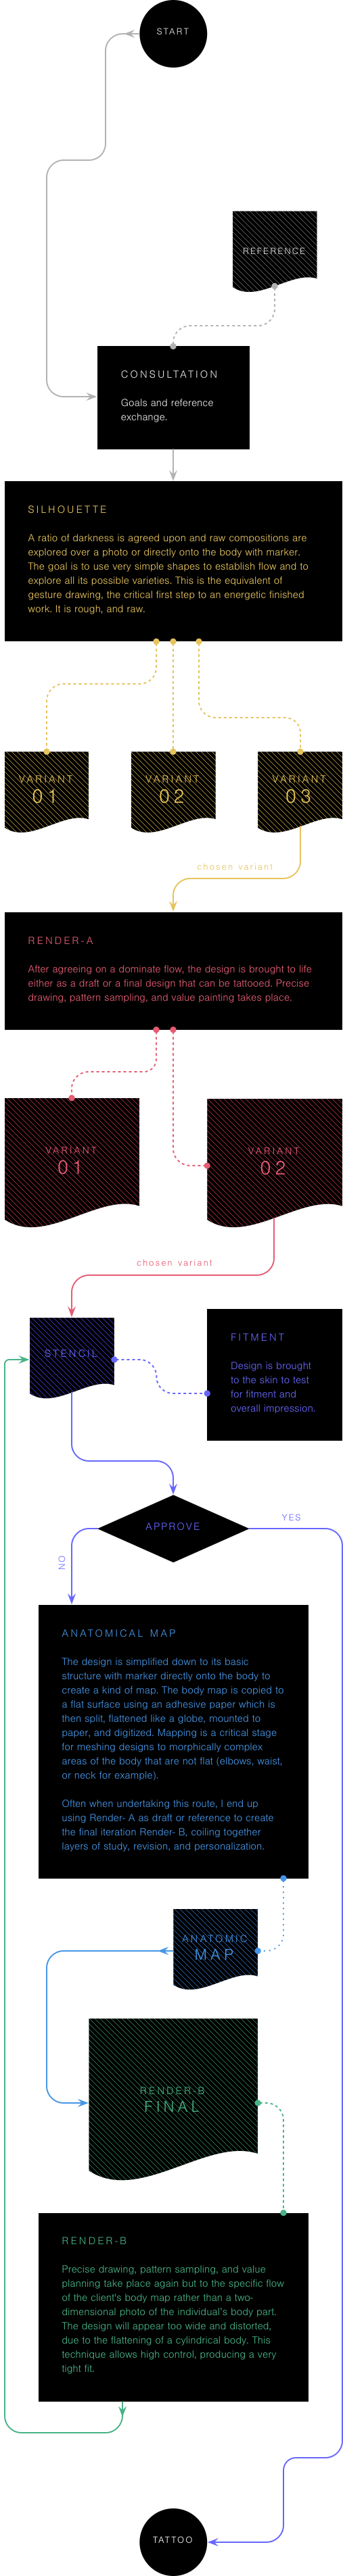 START
REFERENCE
CONSULTATION
Goals and reference
exchange.
SILHOUETTE
A ratio of darkness is agreed upon and raw compositions are
explored over a photo or directly onto the body with marker.
The goal is to use very simple shapes to establish flow and to
explore all its possible varieties. This is the equivalent of
gesture drawing, the critical first step to an energetic finished
work. It is rough, and raw.
VARIANT
01
VARIANT
02
VARIANT
03
chosen variant
RENDER-A
After agreeing on a dominate flow, the design is brought to life
either as a draft or a final design that can be tattooed. Precise
drawing, pattern sampling, and value painting takes place.
VARIANT
01
VARIANT
02
chosen variant
STENCIL
FITMENT
Design is brought
to the skin to test
for fitment and
overall impression.
APPROVE
YES
NO
ANATOMICAL MAP
The design is simplified down to its basic
structure with marker directly onto the body to
create a kind of map. The body map is copied to
a flat surface using an adhesive paper which is
then split, flattened like a globe, mounted to
paper, and digitized. Mapping is a critical stage
for meshing designs to morphically complex
areas of the body that are not flat (elbows, waist,
or neck for example).
Often when undertaking this route, I end up
using Render- A as draft or reference to create
the final iteration Render- B, coiling together
layers of study, revision, and personalization.
ANATOMIC
MAP
RENDER-B
FINAL
RENDER-B
Precise drawing, pattern sampling, and value
planning take place again but to the specific flow
of the client's body map rather than a two-
dimensional photo of the individual's body part.
The design will appear too wide and distorted,
due to the flattening of a cylindrical body. This
technique allows high control, producing a very
tight fit.
TATTOO